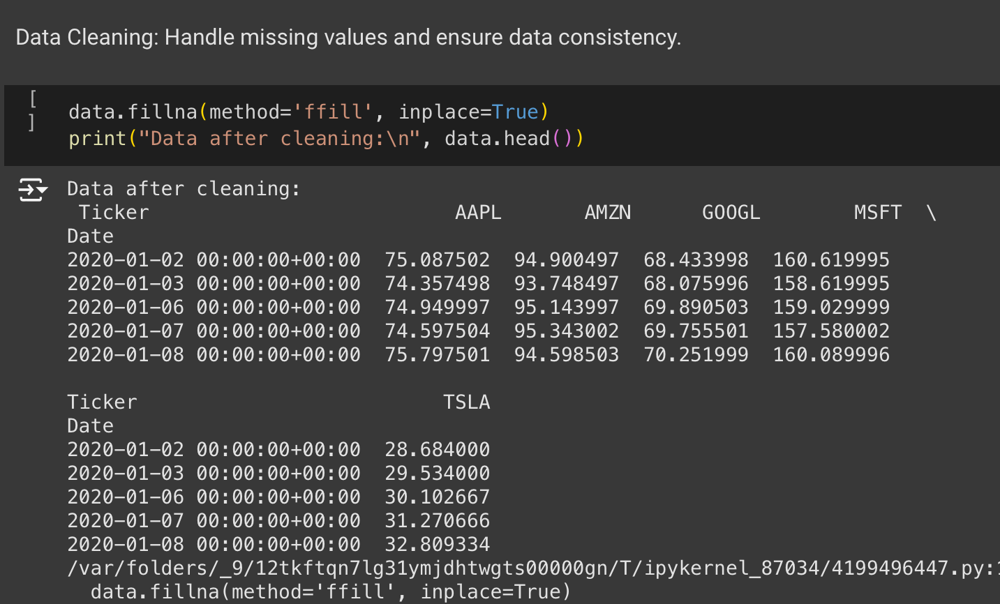 Data Cleaning: Handle missing values and ensure data consistency.
[
]
data.fillna(method='ffill', inplace=True)
print("Data after cleaning:\n", data.head())
Data after cleaning:
 Ticker                          AAPL       AMZN      GOOGL        MSFT  \
Date
2020-01-02 00:00:00+00:00  75.087502  94.900497  68.433998  160.619995
2020-01-03 00:00:00+00:00  74.357498  93.748497  68.075996  158.619995
2020-01-06 00:00:00+00:00  74.949997  95.143997  69.890503  159.029999
2020-01-07 00:00:00+00:00  74.597504  95.343002  69.755501  157.580002
2020-01-08 00:00:00+00:00  75.797501  94.598503  70.251999  160.089996
Ticker                          TSLA
Date
2020-01-02 00:00:00+00:00  28.684000
2020-01-03 00:00:00+00:00  29.534000
2020-01-06 00:00:00+00:00  30.102667
2020-01-07 00:00:00+00:00  31.270666
2020-01-08 00:00:00+00:00  32.809334
/var/folders/_9/12tkftqn7lg31ymjdhtwgts00000gn/T/ipykernel_87034/4199496447.py:1
  data.fillna(method='ffill', inplace=True)